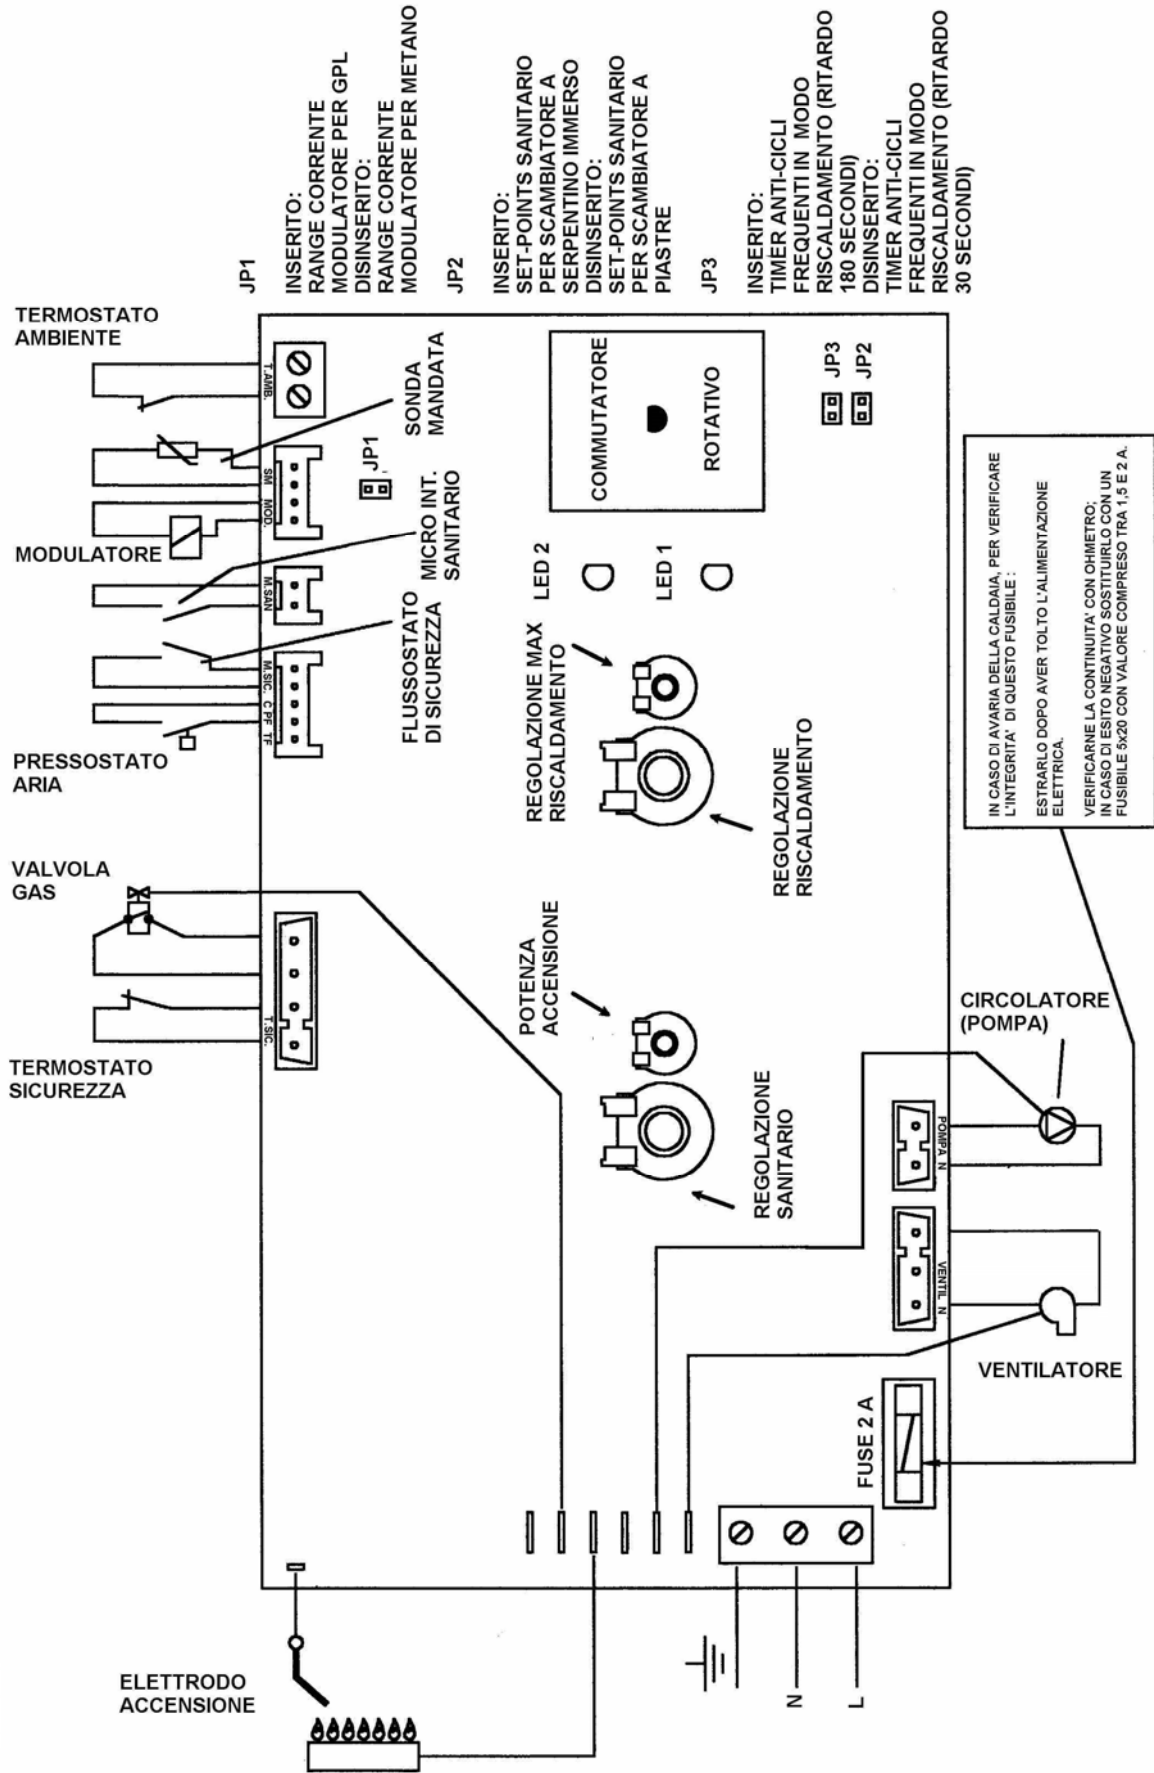 TERMOSTATO
AMBIENTE
MODULATORE
PRESSOSTATO
ARIA
VALVOLA
GAS
TERMOSTATO
SICUREZZA
ELETTRODO
ACCENSIONE
T.AMB.
SM
MOD.
M.SAN
M.SIC.
C
PF
TF
T.SIC.
JP1
SONDA
MANDATA
MICRO INT.
SANITARIO
FLUSSOSTATO
DI SICUREZZA
JP1
INSERITO:
RANGE CORRENTE
MODULATORE PER GPL
DISINERITO:
RANGE CORRENTE
MODULATORE PER METANO
JP2
INSERITO:
SET-POINTS SANITARIO
PER SCAMBIATORE A
SERPENTINO IMMERSO
DISINSERITO:
SET-POINTS SANITARIO
PER SCAMBIATORE A
PIASTRE
JP3
INSERITO:
TIMER ANTI-CICLI
FREQUENTI IN MODO
RISCALDAMENTO (RITARDO
180 SECONDI)
DISINSERITO:
TIMER ANTI-CICLI
FREQUENTI IN MODO
RISCALDAMENTO (RITARDO
30 SECONDI)
COMMUTATORE
ROTATIVO
JP3
JP2
LED 2
LED 1
REGOLAZIONE MAX
RISCALDAMENTO
REGOLAZIONE
RISCALDAMENTO
POTENZA
ACCENSIONE
REGOLAZIONE
SANITARIO
IN CASO DI AVARIA DELLA CALDAIA, PER VERIFICARE
L'INTEGRITA' DI QUESTO FUSIBILE :
ESTRARLO DOPO AVER TOLTO L'ALIMENTAZIONE
ELETTRICA.
VERIFICARNE LA CONTINUITA' CON OHMETRO;
IN CASO DI ESITO NEGATIVO SOSTITUIRLO CON UN
FUSIBILE 5x20 CON VALORE COMPRESO TRA 1,5 E 2 A.
CIRCOLATORE
(POMPA)
POMPA N
VENTIL N
VENTILATORE
FUSE 2 A
N
L